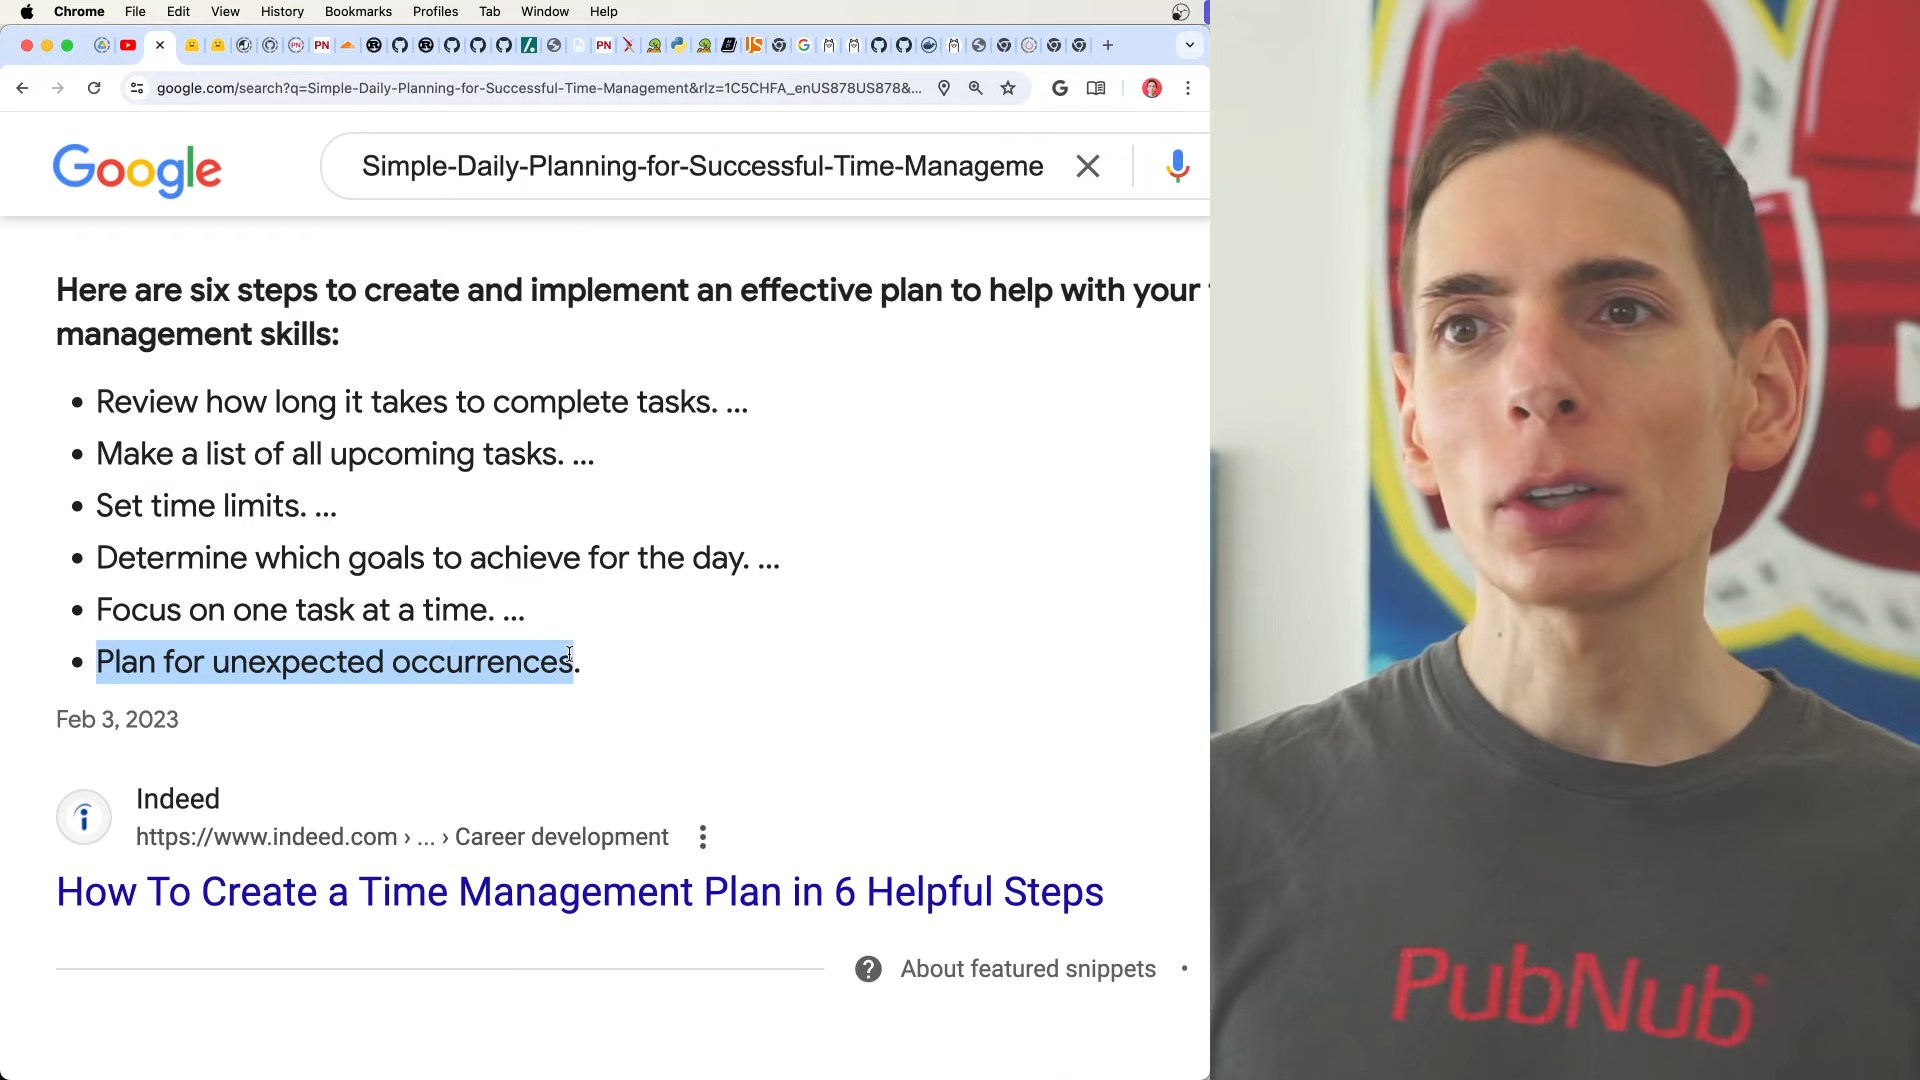 Chrome File Edit View History Bookmarks Profiles Tab Window Help
google.com/search?q=Simple-Daily-Planning-for-Successful-Time-Management&rlz=1C5CHFA_enUS878US878&...
Google
Simple-Daily-Planning-for-Successful-Time-Manageme
Here are six steps to create and implement an effective plan to help with your
management skills:
• Review how long it takes to complete tasks. ...
• Make a list of all upcoming tasks. ...
• Set time limits. ...
• Determine which goals to achieve for the day. ...
• Focus on one task at a time. ...
• Plan for unexpected occurrences.
Feb 3, 2023
Indeed
https://www.indeed.com › ... › Career development
How To Create a Time Management Plan in 6 Helpful Steps
About featured snippets •
PubNub